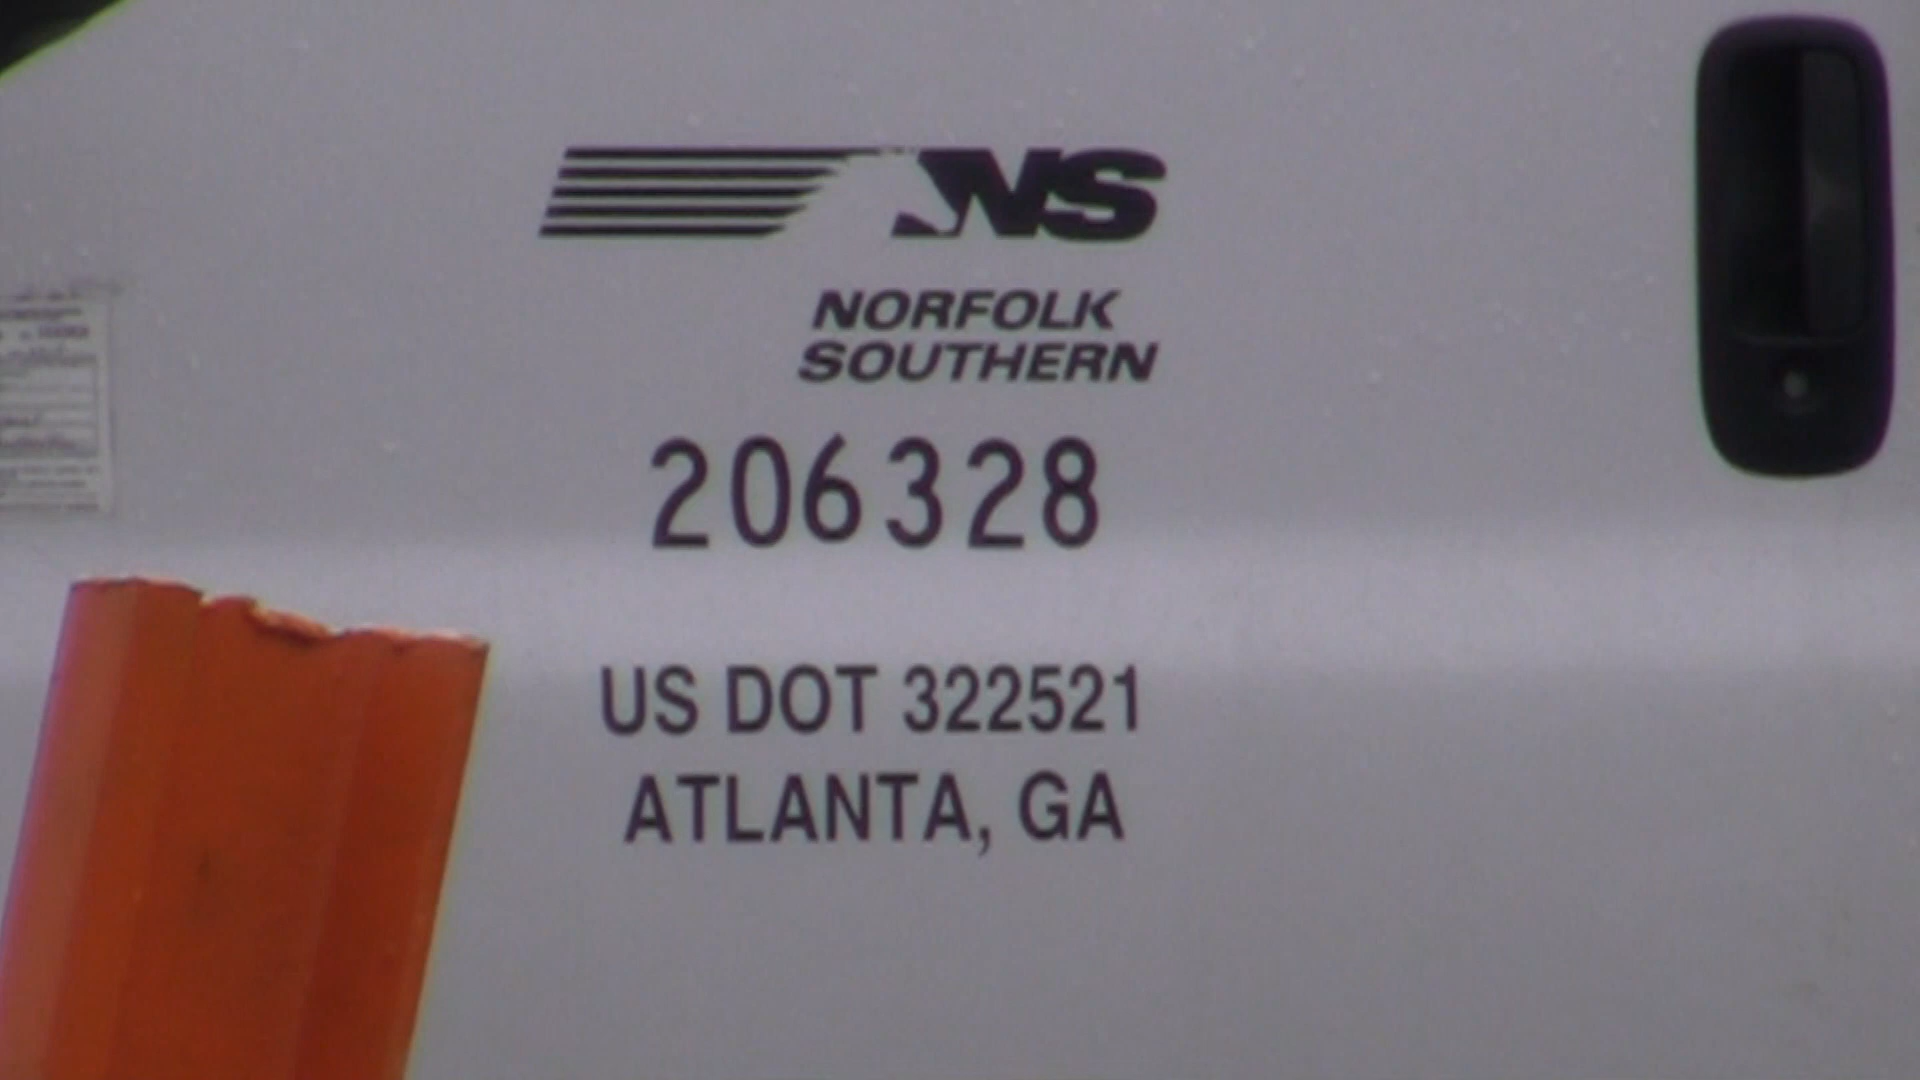 NS
NORFOLK
SOUTHERN
206328
US DOT 322521
ATLANTA, GA